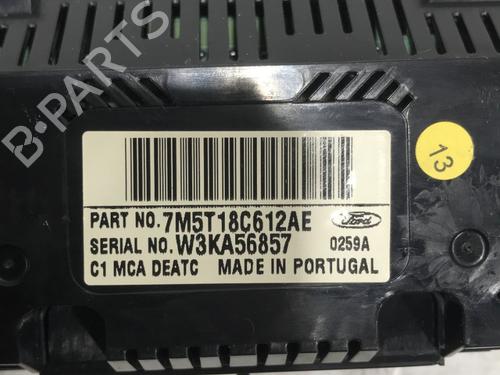 B-PARTS
13
PART NO. 7M5T18C612AE
Ford
SERIAL NO. W3KA56857 0259A
C1 MCA DEATC MADE IN PORTUGAL